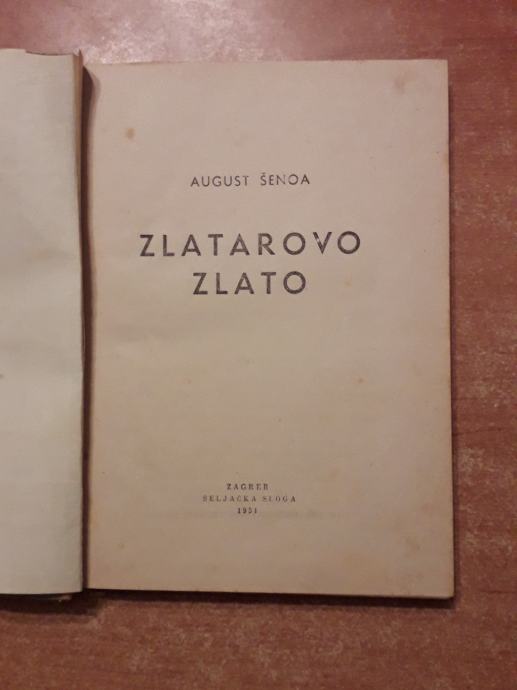 AUGUST ŠENOA
ZLATAROVO
ZLATO
ZAGREB
SELJAČKA SLOGA
1951